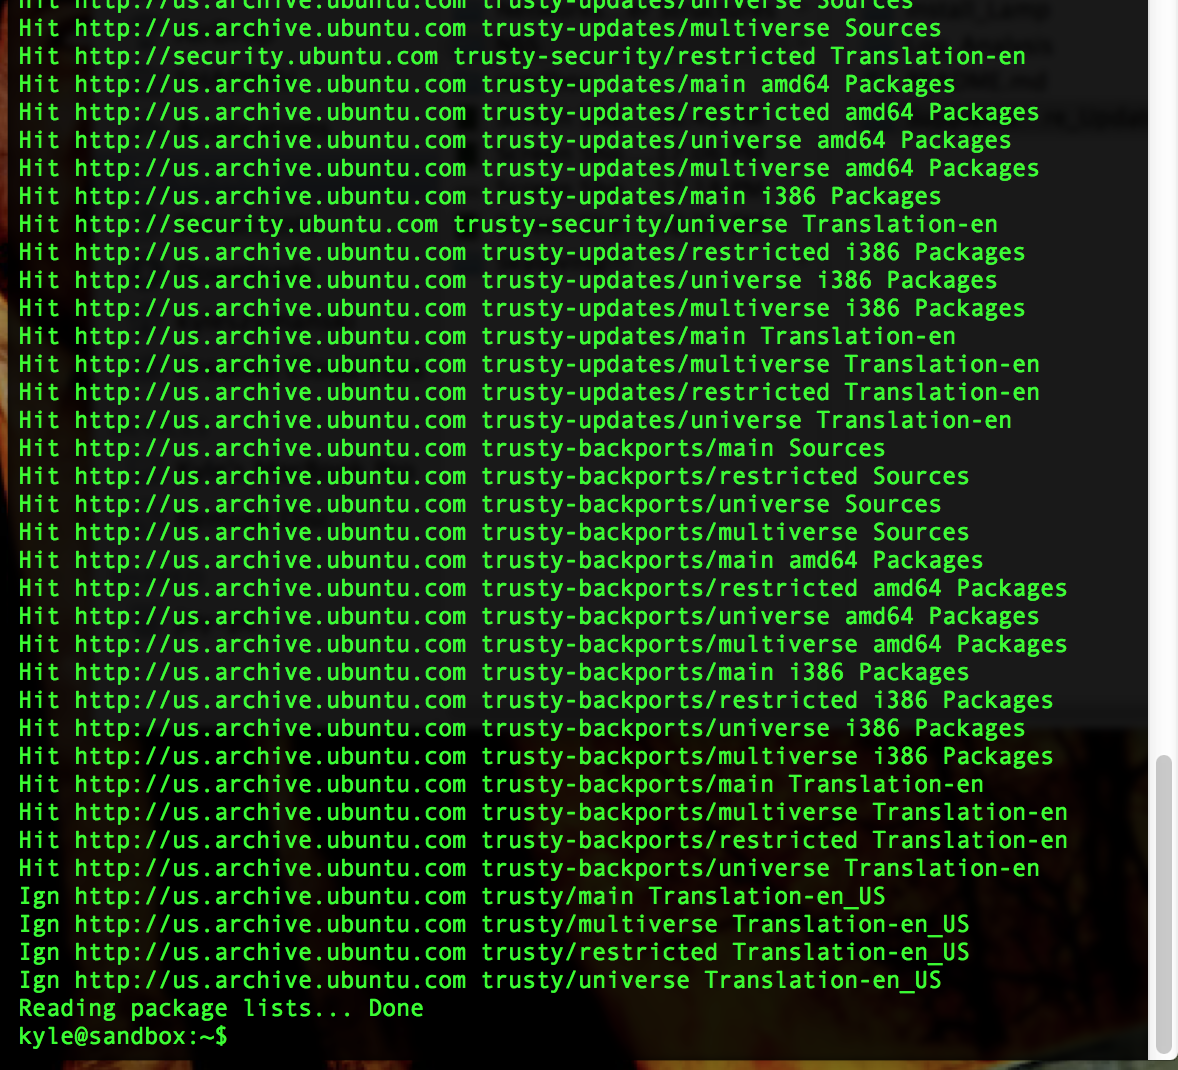 Hit http://us.archive.ubuntu.com trusty-updates/universe Sources
Hit http://us.archive.ubuntu.com trusty-updates/multiverse Sources
Hit http://security.ubuntu.com trusty-security/restricted Translation-en
Hit http://us.archive.ubuntu.com trusty-updates/main amd64 Packages
Hit http://us.archive.ubuntu.com trusty-updates/restricted amd64 Packages
Hit http://us.archive.ubuntu.com trusty-updates/universe amd64 Packages
Hit http://us.archive.ubuntu.com trusty-updates/multiverse amd64 Packages
Hit http://us.archive.ubuntu.com trusty-updates/main i386 Packages
Hit http://security.ubuntu.com trusty-security/universe Translation-en
Hit http://us.archive.ubuntu.com trusty-updates/restricted i386 Packages
Hit http://us.archive.ubuntu.com trusty-updates/universe i386 Packages
Hit http://us.archive.ubuntu.com trusty-updates/multiverse i386 Packages
Hit http://us.archive.ubuntu.com trusty-updates/main Translation-en
Hit http://us.archive.ubuntu.com trusty-updates/multiverse Translation-en
Hit http://us.archive.ubuntu.com trusty-updates/restricted Translation-en
Hit http://us.archive.ubuntu.com trusty-updates/universe Translation-en
Hit http://us.archive.ubuntu.com trusty-backports/main Sources
Hit http://us.archive.ubuntu.com trusty-backports/restricted Sources
Hit http://us.archive.ubuntu.com trusty-backports/universe Sources
Hit http://us.archive.ubuntu.com trusty-backports/multiverse Sources
Hit http://us.archive.ubuntu.com trusty-backports/main amd64 Packages
Hit http://us.archive.ubuntu.com trusty-backports/restricted amd64 Packages
Hit http://us.archive.ubuntu.com trusty-backports/universe amd64 Packages
Hit http://us.archive.ubuntu.com trusty-backports/multiverse amd64 Packages
Hit http://us.archive.ubuntu.com trusty-backports/main i386 Packages
Hit http://us.archive.ubuntu.com trusty-backports/restricted i386 Packages
Hit http://us.archive.ubuntu.com trusty-backports/universe i386 Packages
Hit http://us.archive.ubuntu.com trusty-backports/multiverse i386 Packages
Hit http://us.archive.ubuntu.com trusty-backports/main Translation-en
Hit http://us.archive.ubuntu.com trusty-backports/multiverse Translation-en
Hit http://us.archive.ubuntu.com trusty-backports/restricted Translation-en
Hit http://us.archive.ubuntu.com trusty-backports/universe Translation-en
Ign http://us.archive.ubuntu.com trusty/main Translation-en_US
Ign http://us.archive.ubuntu.com trusty/multiverse Translation-en_US
Ign http://us.archive.ubuntu.com trusty/restricted Translation-en_US
Ign http://us.archive.ubuntu.com trusty/universe Translation-en_US
Reading package lists... Done
kyle@sandbox:~$